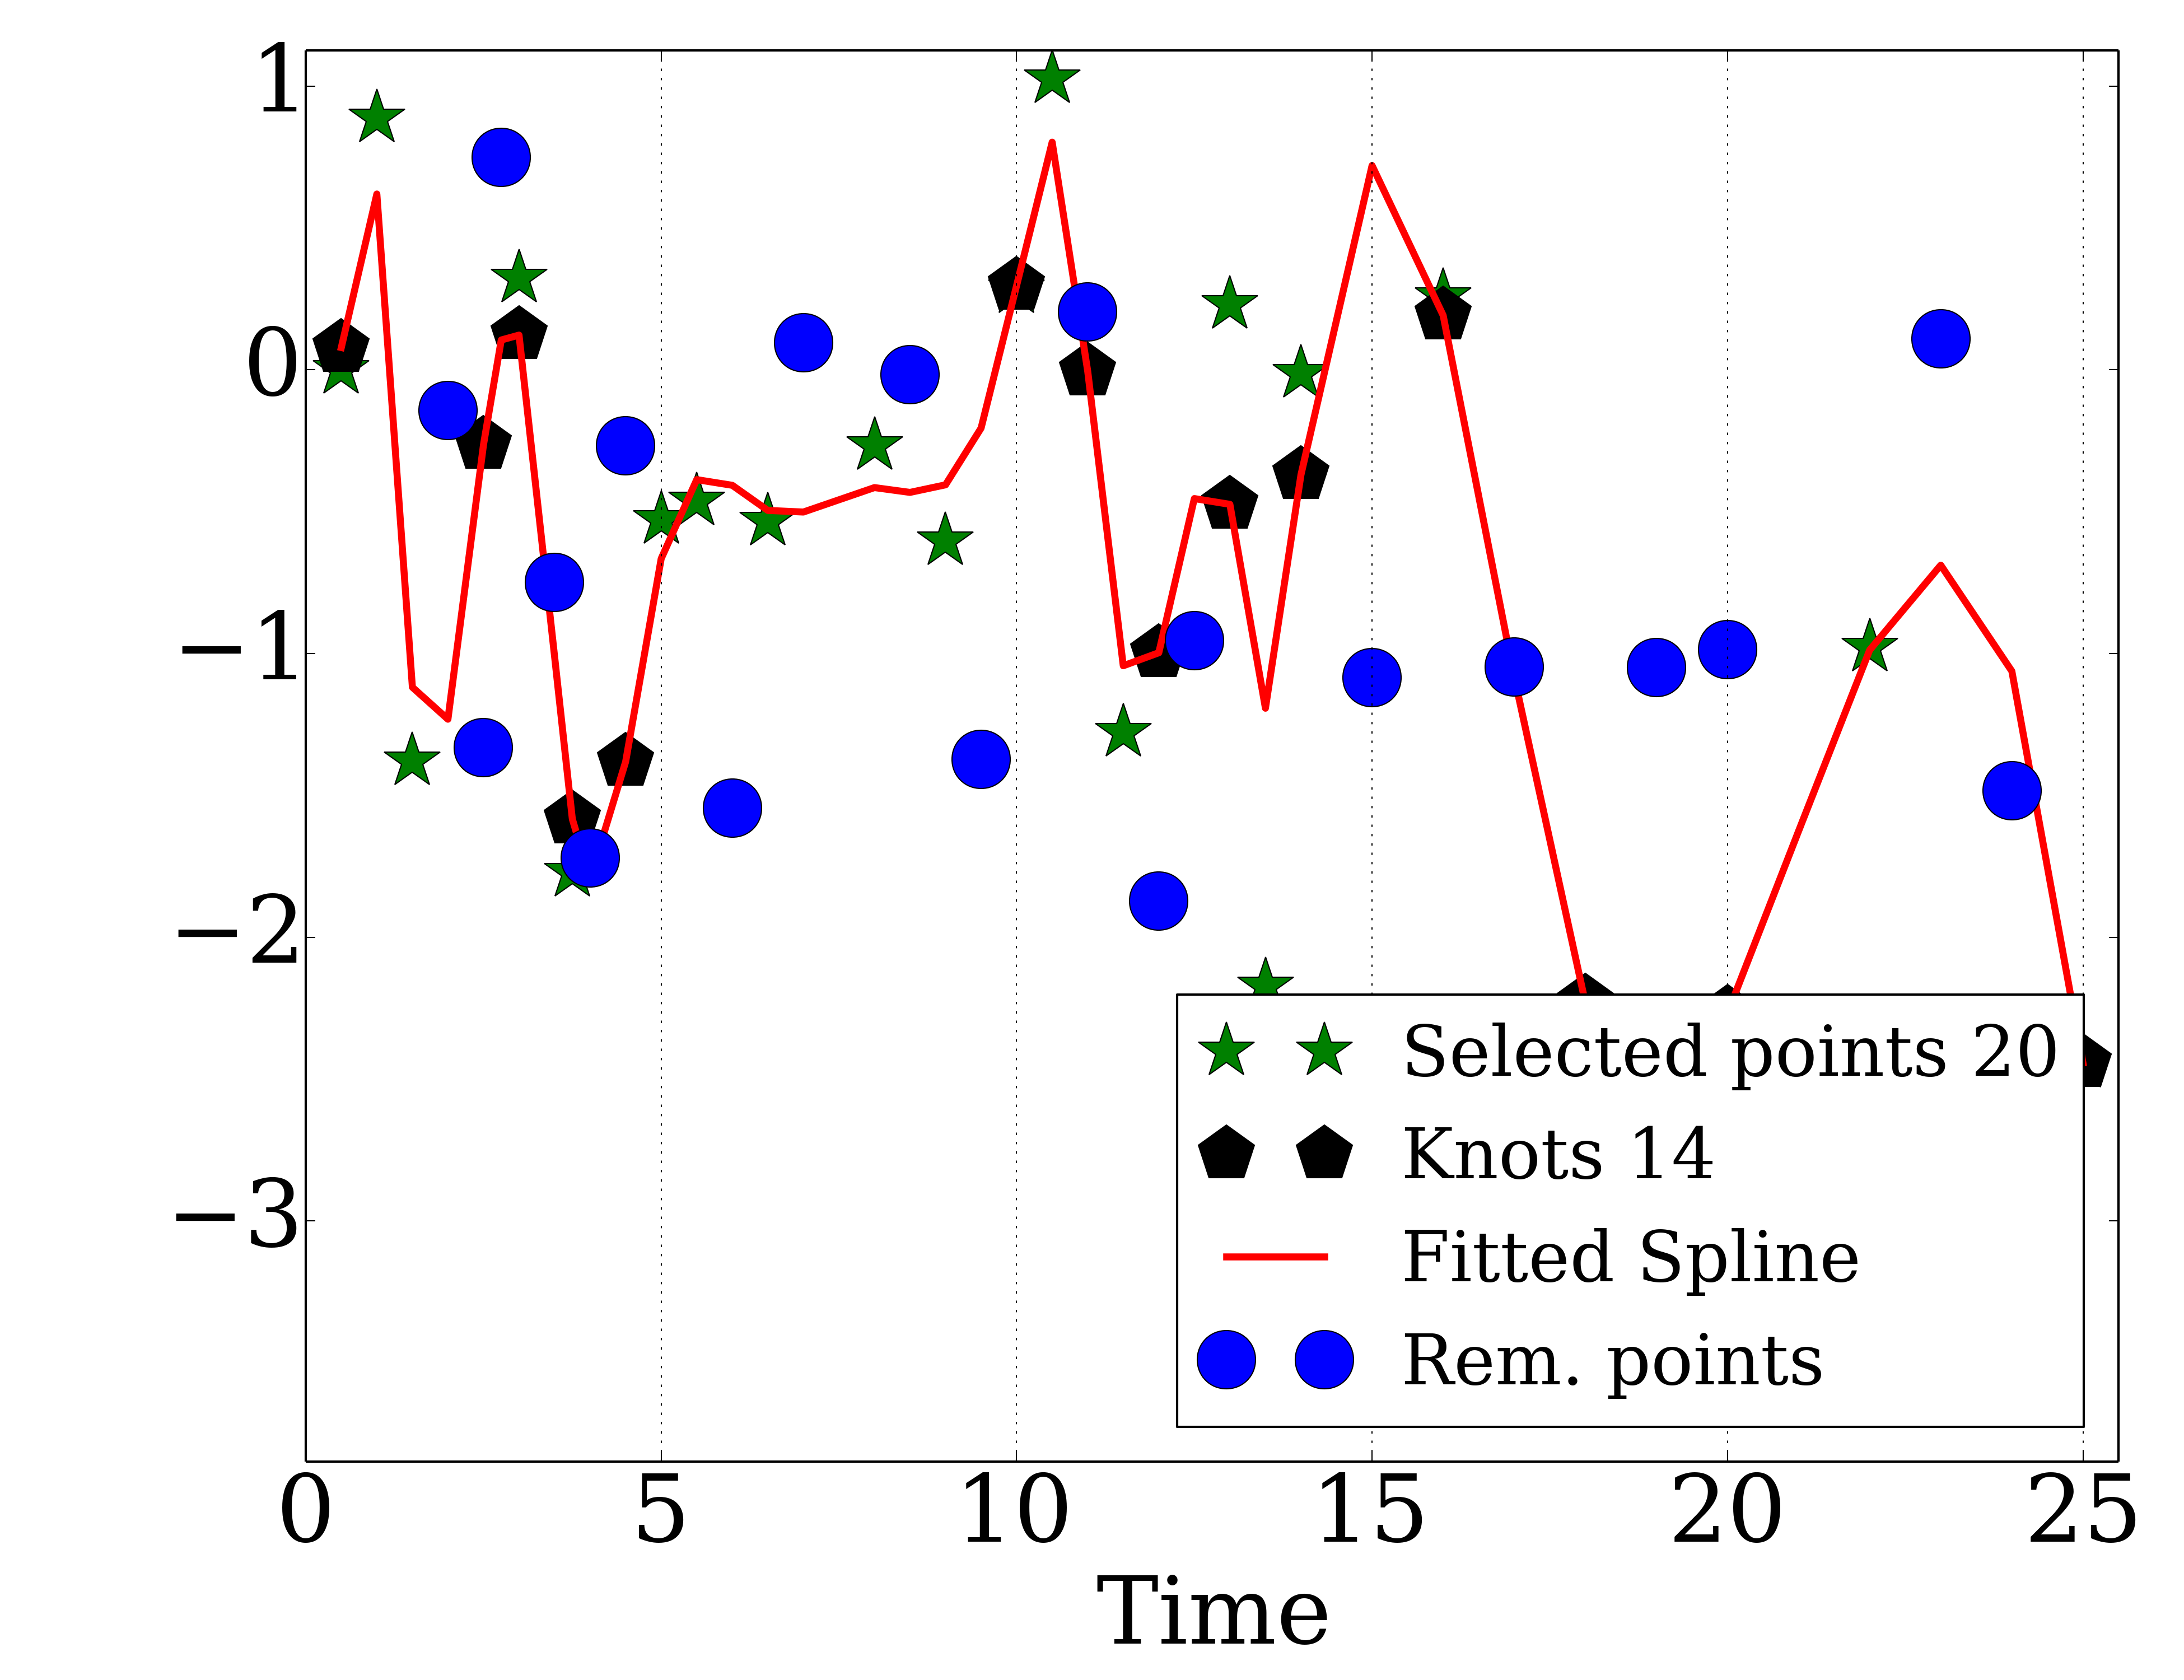 1
0
−1
−2
−3
Selected points 20
Knots 14
Fitted Spline
Rem. points
0 5 10 15 20 25
Time